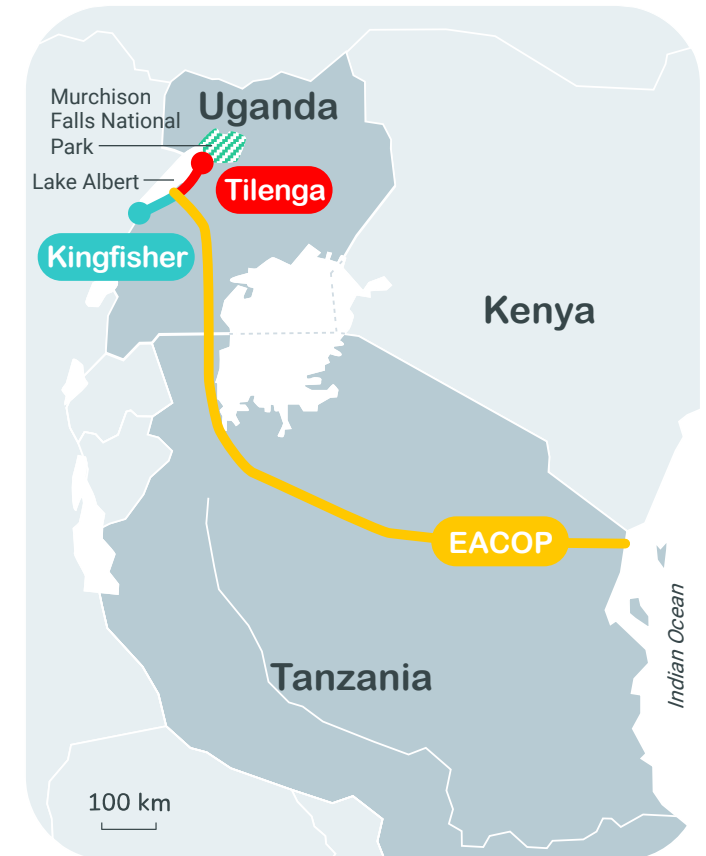 Murchison
Falls National
Park
Uganda
Lake Albert
Tilenga
Kingfisher
Kenya
EACOP
Indian Ocean
Tanzania
100 km